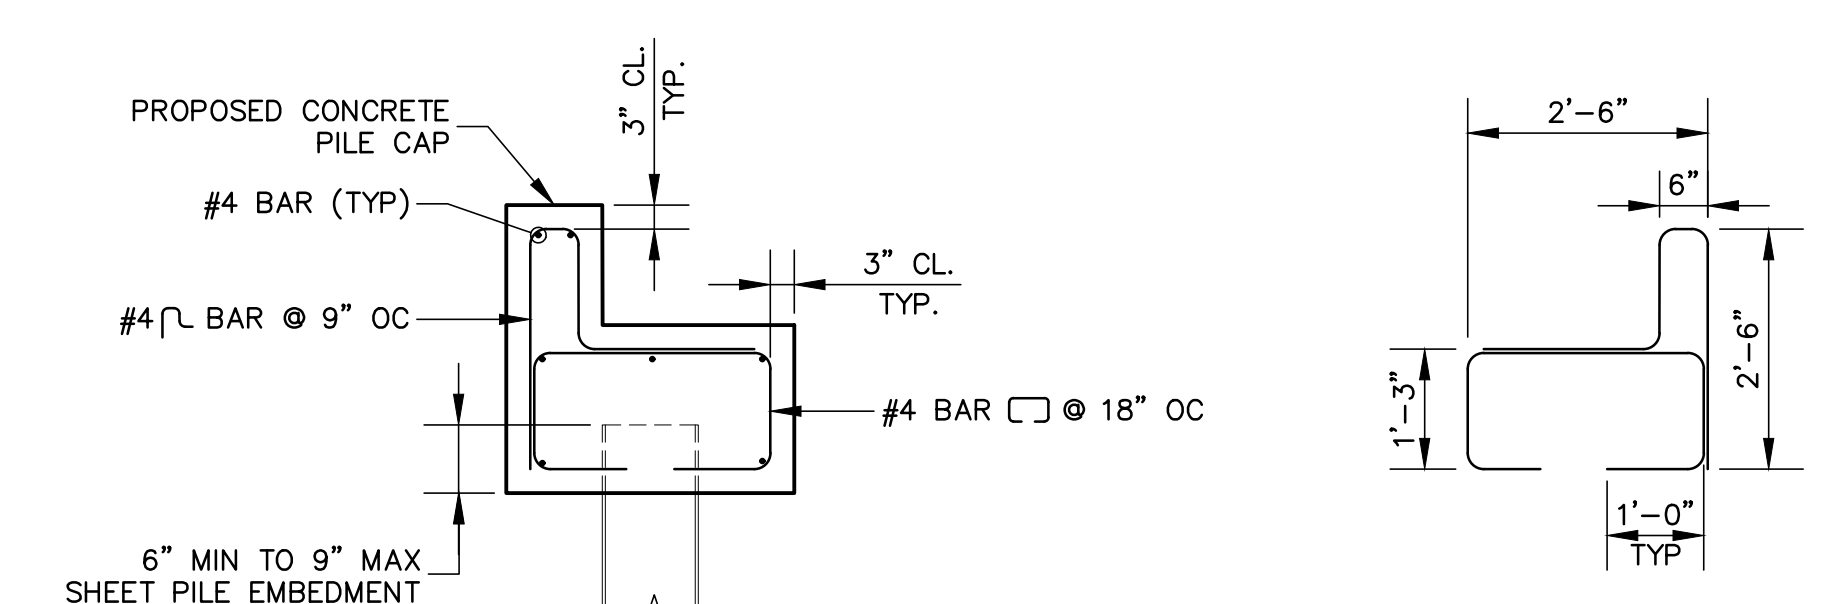 3” CL.
TYP.
PROPOSED CONCRETE
PILE CAP
#4 BAR (TYP)
3” CL.
TYP.
#4 BAR @ 9” OC
#4 BAR @ 18” OC
6” MIN TO 9” MAX
SHEET PILE EMBEDMENT
2’-6”
6”
2’-6”
1’-3”
1’-0”
TYP